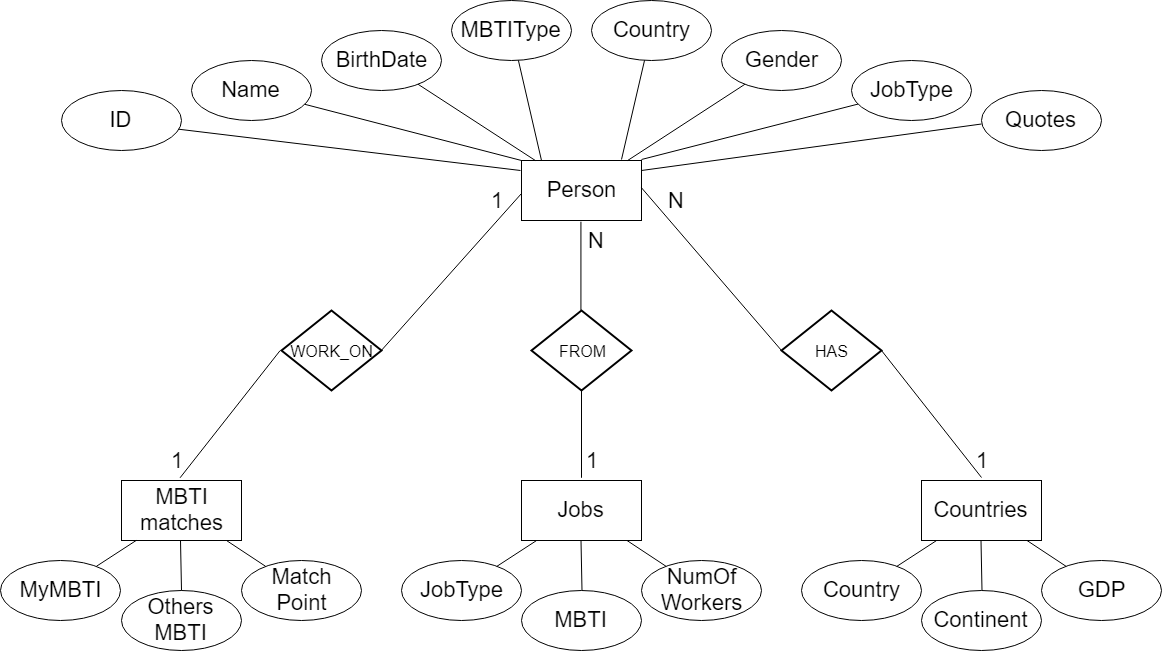 MBTIType
Country
BirthDate
Gender
Name
JobType
ID
Quotes
Person
1
N
N
WORK_ON
FROM
HAS
1
1
1
MBTI
matches
Jobs
Countries
MyMBTI
Others
MBTI
Match
Point
JobType
MBTI
NumOf
Workers
Country
Continent
GDP